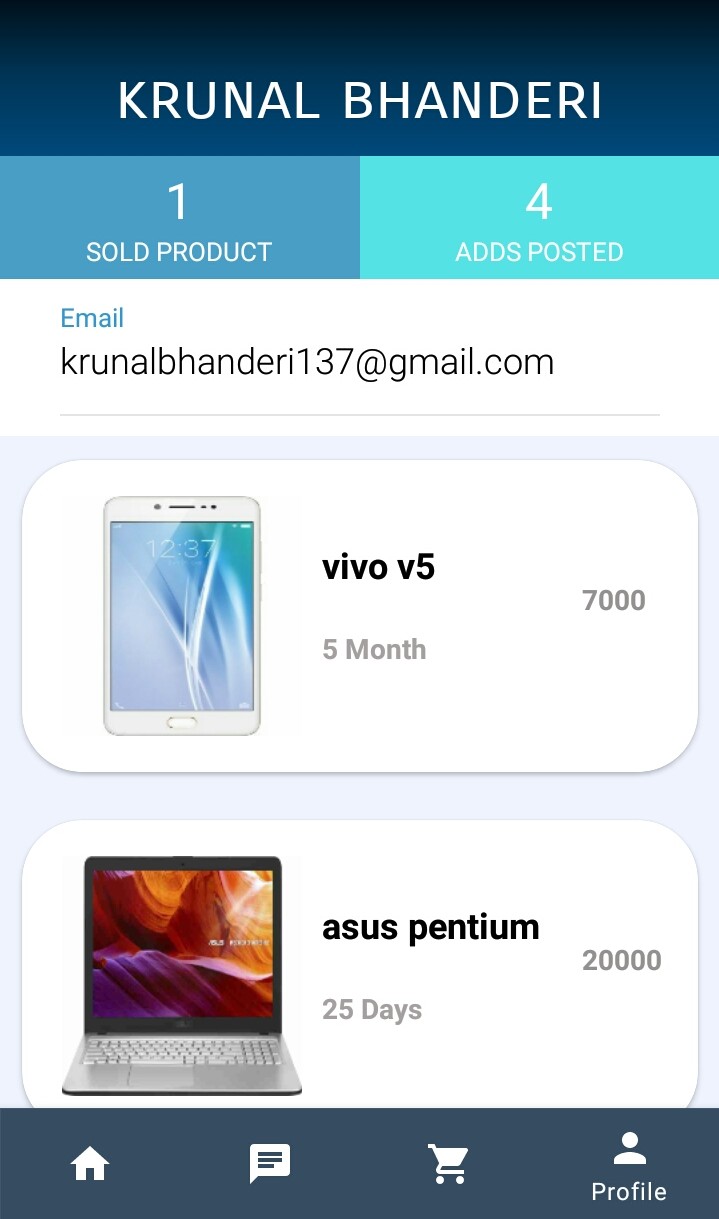 KRUNAL BHANDERI
1
SOLD PRODUCT
4
ADDS POSTED
Email
krunalbhanderi137@gmail.com
12:37
vivo v5
7000
5 Month
asus pentium
20000
25 Days
Profile